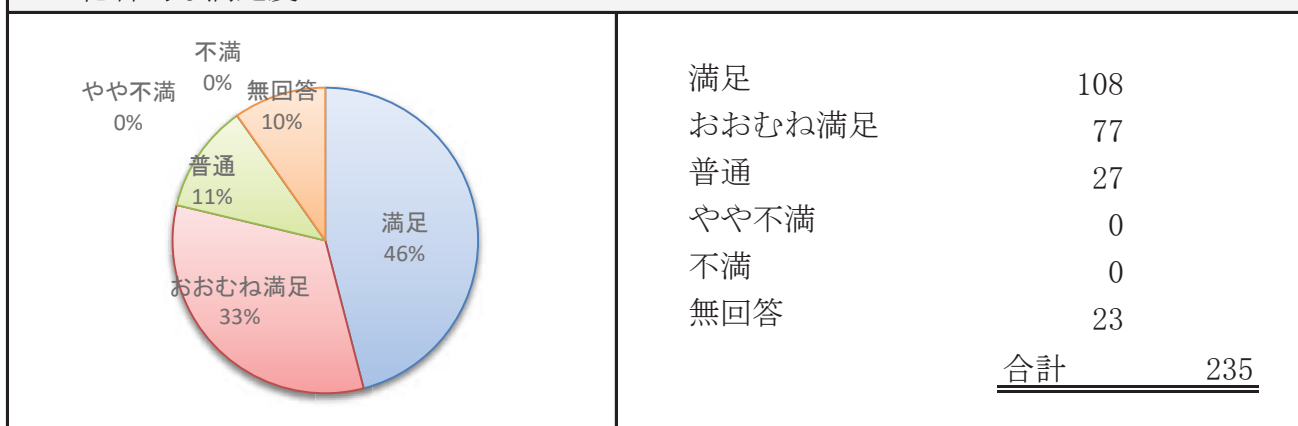 不満
0%
やや不満
0%
無回答
10%
普通
11%
満足
46%
おおむね満足
33%
満足 108
おおむね満足 77
普通 27
やや不満 0
不満 0
無回答 23
合計 235